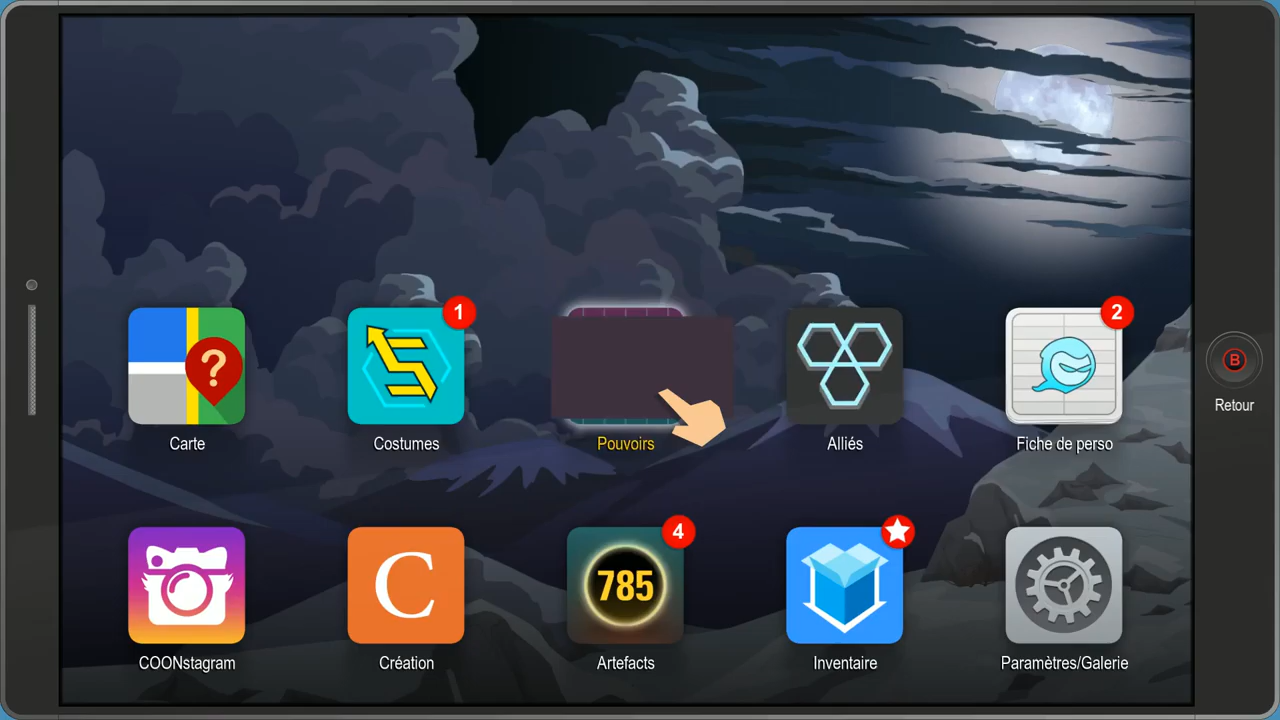 1
2
Carte
Costumes
Pouvoirs
Alliés
Fiche de perso
B
Retour
4
C
785
COONstagram
Création
Artefacts
Inventaire
Paramètres/Galerie